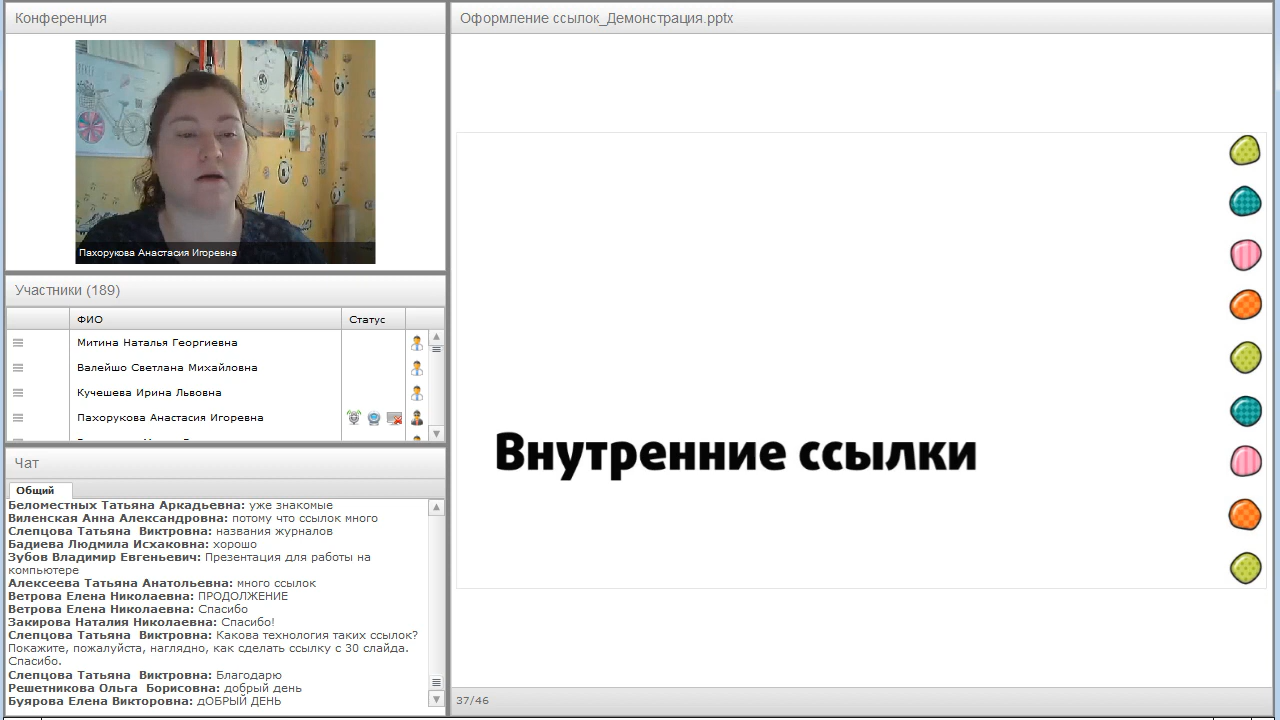 Конференция
Пахорукова Анастасия Игоревна
Участники (189)
ФИО
Статус
Митина Наталья Георгиевна
Валейшо Светлана Михайловна
Кучешева Ирина Львовна
Пахорукова Анастасия Игоревна
Чат
Общий
Беломестных Татьяна Аркадьевна: уже знакомые
Виленская Анна Александровна: потому что ссылок много
Слепцова Татьяна Виктровна: названия журналов
Бадиева Людмила Исхаковна: хорошо
Зубов Владимир Евгеньевич: Презентация для работы на
компьютере
Алексеева Татьяна Анатольевна: много ссылок
Ветрова Елена Николаевна: ПРОДОЛЖЕНИЕ
Ветрова Елена Николаевна: Спасибо
Закирова Наталия Николаевна: Спасибо!
Слепцова Татьяна Виктровна: Какова технология таких ссылок?
Покажите, пожалуйста, наглядно, как сделать ссылку с 30 слайда.
Спасибо.
Слепцова Татьяна Виктровна: Благодарю
Решетникова Ольга Борисовна: добрый день
Буярова Елена Викторовна: дОБРЫЙ ДЕНЬ
Оформление ссылок_Демонстрация.pptx
Внутренние ссылки
37/46